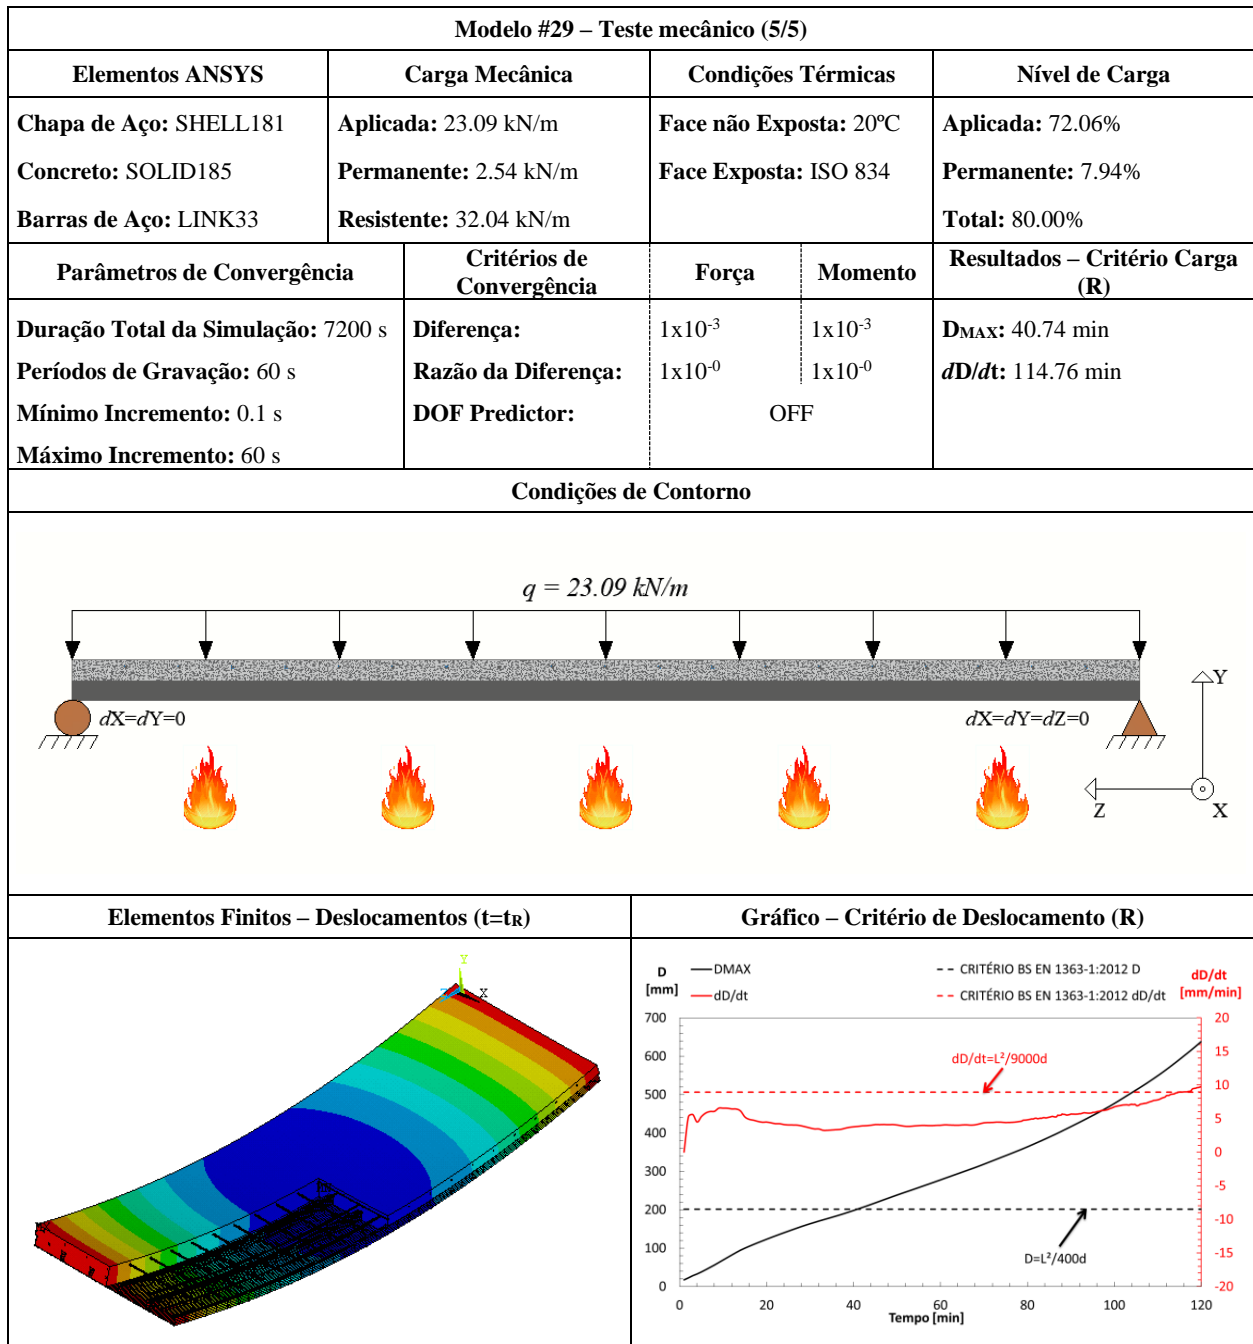 Modelo #29 – Teste mecânico (5/5)
Elementos ANSYS
Carga Mecânica
Condições Térmicas
Nível de Carga
Chapa de Aço: SHELL181
Concreto: SOLID185
Barras de Aço: LINK33
Aplicada: 23.09 kN/m
Permanente: 2.54 kN/m
Resistente: 32.04 kN/m
Face não Exposta: 20ºC
Face Exposta: ISO 834
Aplicada: 72.06%
Permanente: 7.94%
Total: 80.00%
Parâmetros de Convergência
Critérios de
Convergência
Força
Momento
Resultados – Critério Carga
(R)
Duração Total da Simulação: 7200 s
Períodos de Gravação: 60 s
Mínimo Incremento: 0.1 s
Máximo Incremento: 60 s
Diferença: 1x10-3 1x10-3
Razão da Diferença: 1x10-0 1x10-0
DOF Predictor: OFF
DMAX: 40.74 min
dD/dt: 114.76 min
Condições de Contorno
q = 23.09 kN/m
dX=dY=0
dX=dY=dZ=0
Y
Z
X
Elementos Finitos – Deslocamentos (t=tR)
Gráfico – Critério de Deslocamento (R)
Y
Z
X
D
[mm]
DMAX
dD/dt
CRITÉRIO BS EN 1363-1:2012 D
CRITÉRIO BS EN 1363-1:2012 dD/dt
dD/dt
[mm/min]
700
600
500
400
300
200
100
0
dD/dt=L²/9000d
D=L²/400d
20
15
10
5
0
-5
-10
-15
-20
0 20 40 60 80 100 120
Tempo [min]